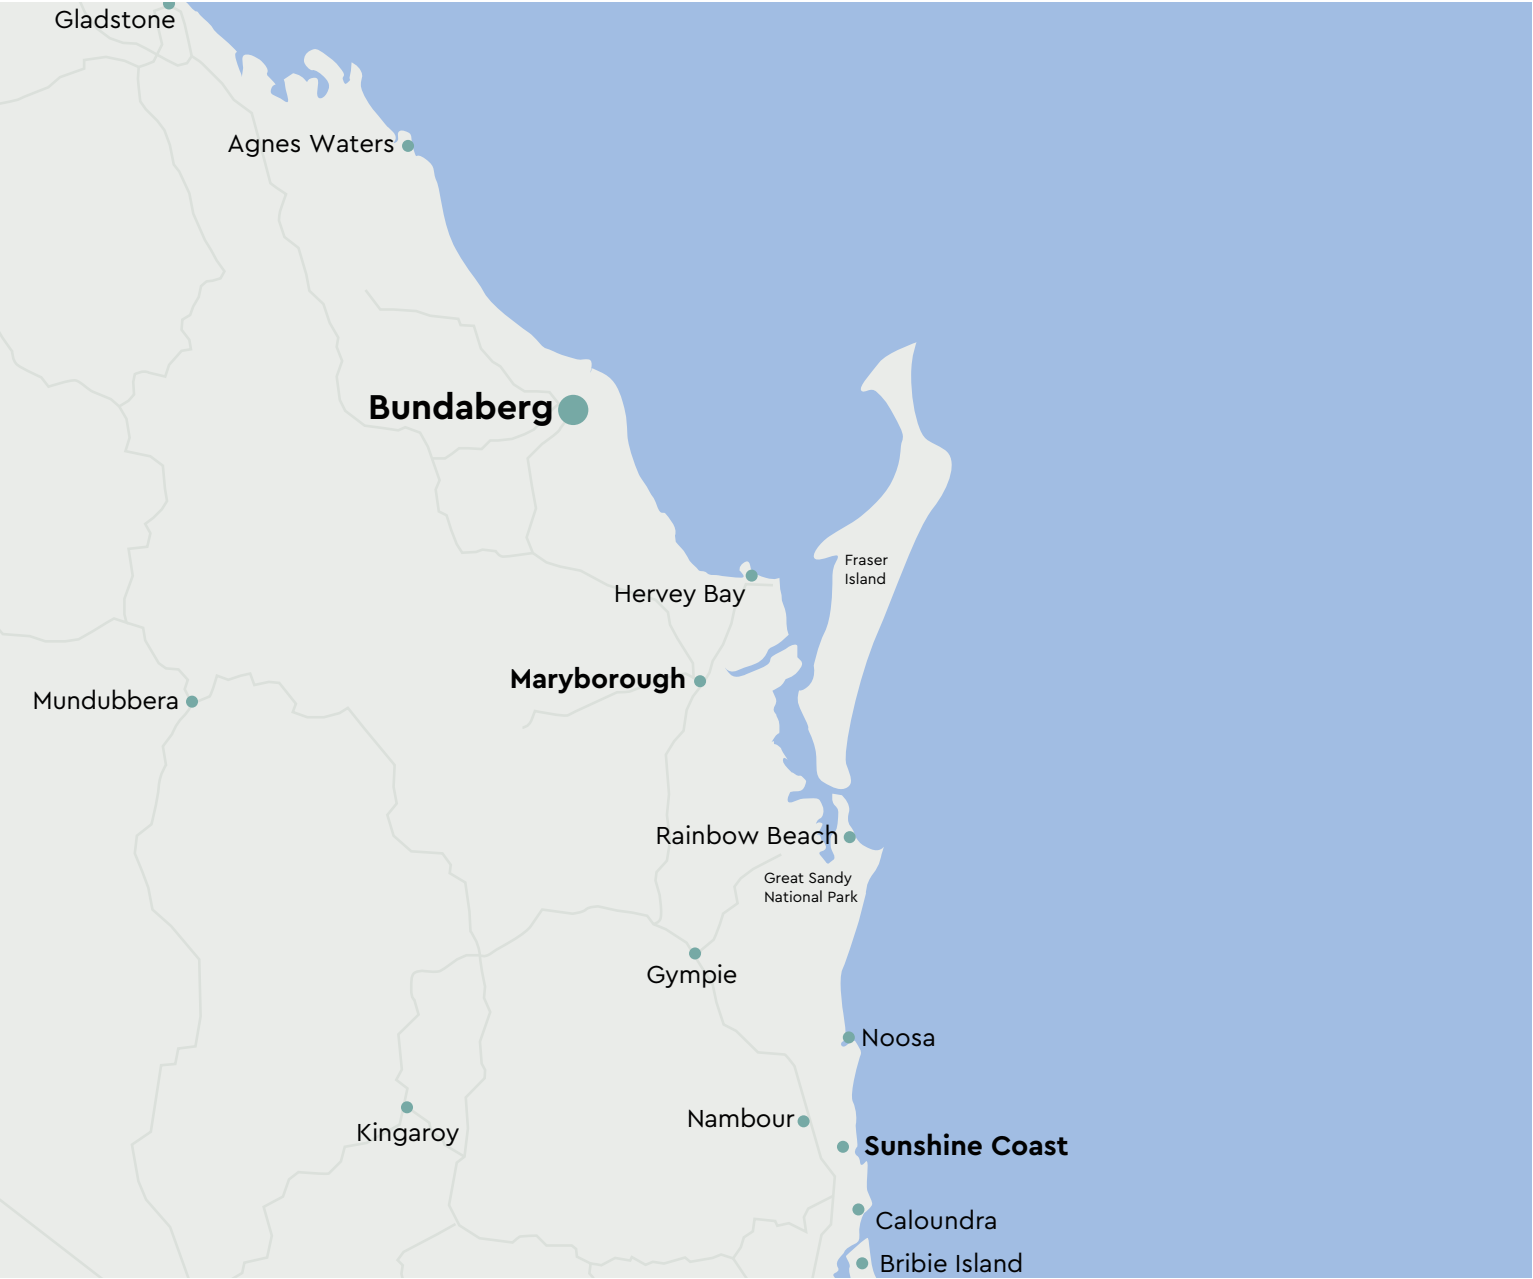 Gladstone
Agnes Waters
Bundaberg
Fraser
Island
Hervey Bay
Maryborough
Mundubbera
Rainbow Beach
Great Sandy
National Park
Gympie
Noosa
Nambour
Kingaroy
Sunshine Coast
Caloundra
Bribie Island